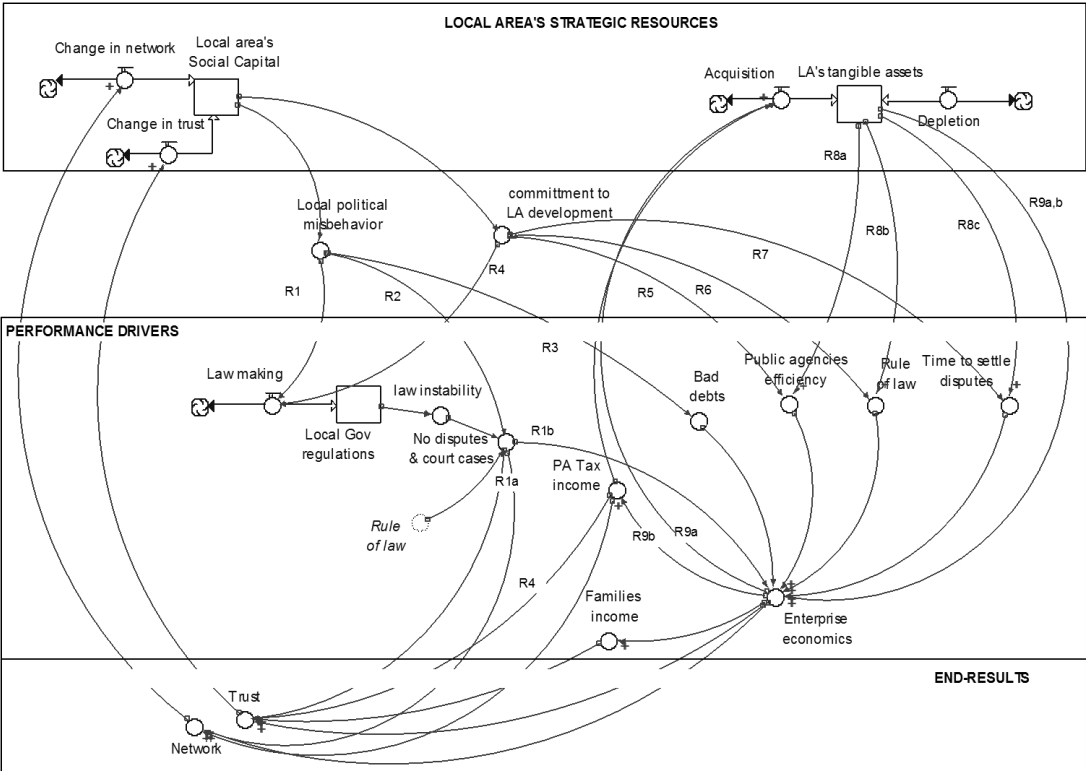 LOCAL AREA'S STRATEGIC RESOURCES
Change in network
Local area's
Social Capital
Change in trust
Acquisition
LA's tangible assets
Depletion
R8a
R9a,b
R8b
R8c
Local political
misbehavior
committment to
LA development
R4
R7
R1
R2
R5
R6
PERFORMANCE DRIVERS
R3
Law making
law instability
Local Gov
regulations
No disputes
& court cases
R1b
R1a
Rule
of law
PA Tax
income
Bad
debts
Public agencies
efficiency
Rule
of law
Time to settle
disputes
R9b
R9a
R4
Families
income
Enterprise
economics
END-RESULTS
Trust
Network